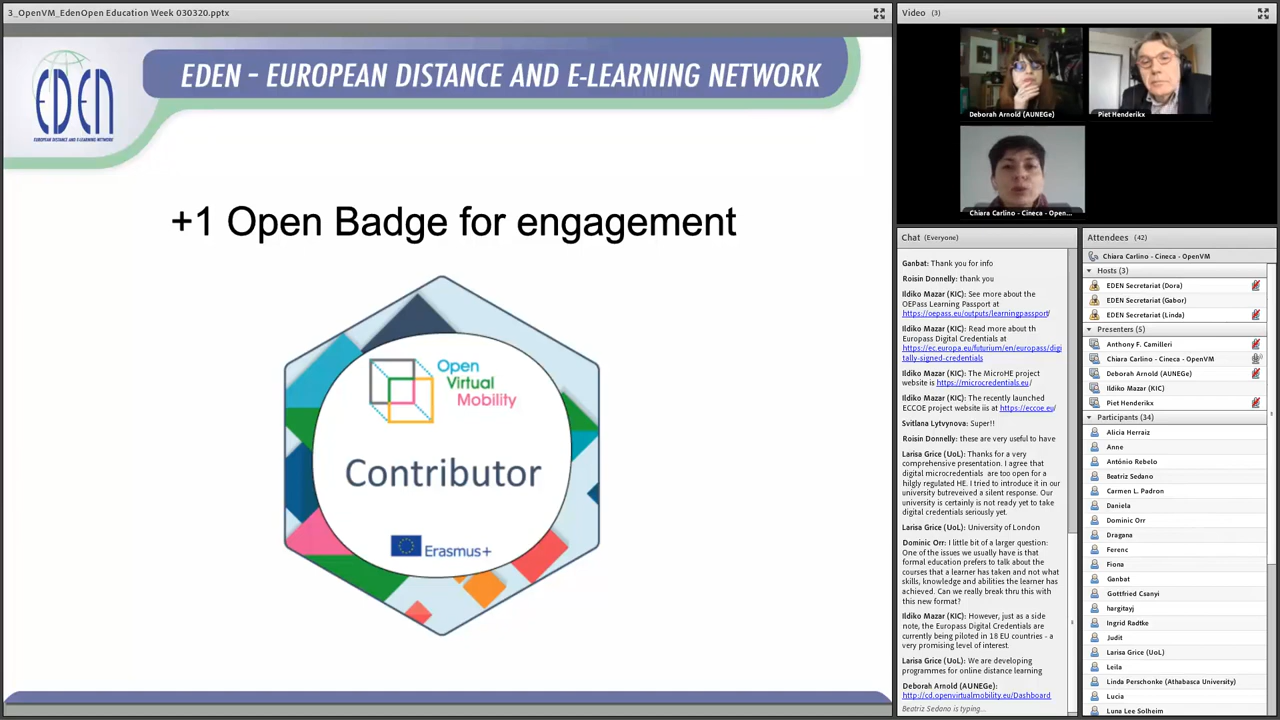 3_OpenVM_EdenOpen Education Week 030320.pptx
EDEN
EUROPEAN DISTANCE AND E-LEARNING NETWORK
EDEN – EUROPEAN DISTANCE AND E-LEARNING NETWORK
+1 Open Badge for engagement
Open
Virtual
Mobility
Contributor
Erasmus+
Video (3)
Deborah Arnold (AUNEGe)
Piet Henderikx
Chiara Carlino - Cineca - Open...
Chat (Everyone)
Ganbat: Thank you for info
Roisin Donnelly: thank you
Ildiko Mazar (KIC): See more about the
OEPass Learning Passport at
https://oepass.eu/outputs/learningpassport/
Ildiko Mazar (KIC): Read more about th
Europass Digital Credentials at
https://ec.europa.eu/futurium/en/europass/digi
tally-signed-credentials
Ildiko Mazar (KIC): The MicroHE project
website is https://microcredentials.eu/
Ildiko Mazar (KIC): The recently launched
ECCOE project website iis at https://eccoe.eu/
Svitlana Lytvynova: Super!!
Roisin Donnelly: these are very useful to have
Larisa Grice (UoL): Thanks for a very
comprehensive presentation. I agree that
digital microcredentials  are too open for a
hilgly regulated HE. I tried to introduce it in our
university butreveived a silent response. Our
university is certainly is not ready yet to take
digital credentials seriously yet.
Larisa Grice (UoL): University of London
Dominic Orr: I little bit of a larger question:
One of the issues we usually have is that
formal education prefers to talk about the
courses that a learner has taken and not what
skills, knowledge and abilities the learner has
achieved. Can we really break thru this with
this new format?
Ildiko Mazar (KIC): However, just as a side
note, the Europass Digital Credentials are
currently being piloted in 18 EU countries - a
very promising level of interest.
Larisa Grice (UoL): We are developing
programmes for online distance learning
Deborah Arnold (AUNEGe):
http://cd.openvirtualmobility.eu/Dashboard
Beatriz Sedano is typing...
Attendees (42)
Chiara Carlino - Cineca - OpenVM
Hosts (3)
EDEN Secretariat (Dora)
EDEN Secretariat (Gabor)
EDEN Secretariat (Linda)
Presenters (5)
Anthony F. Camilleri
Chiara Carlino - Cineca - OpenVM
Deborah Arnold (AUNEGe)
Ildiko Mazar (KIC)
Piet Henderikx
Participants (34)
Alicia Herraiz
Anne
António Rebelo
Beatriz Sedano
Carmen L. Padron
Daniela
Dominic Orr
Dragana
Ferenc
Fiona
Ganbat
Gottfried Csanyi
hargitayj
Ingrid Radtke
Judit
Larisa Grice (UoL)
Leila
Linda Perschonke (Athabasca University)
Lucia
Luna Lee Solheim